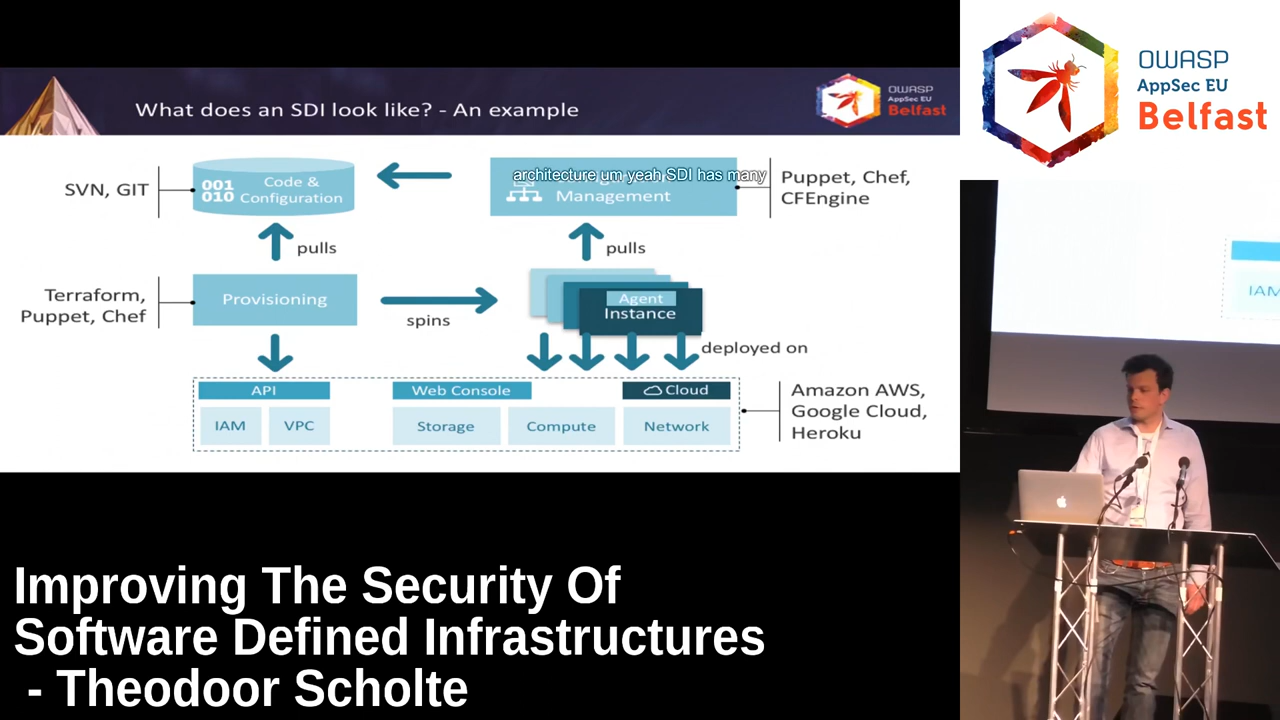 What does an SDI look like? - An example
OWASP
AppSec EU
Belfast
OWASP
AppSec EU
Belfast
SVN, GIT
001
010
Code &
Configuration
architecture um yeah SDI has many
Management
Puppet, Chef,
CFEngine
pulls
pulls
Terraform,
Puppet, Chef
Provisioning
spins
Agent
Instance
deployed on
API
Web Console
Cloud
IAM
VPC
Storage
Compute
Network
Amazon AWS,
Google Cloud,
Heroku
IAM
Improving The Security Of
Software Defined Infrastructures
- Theodoor Scholte